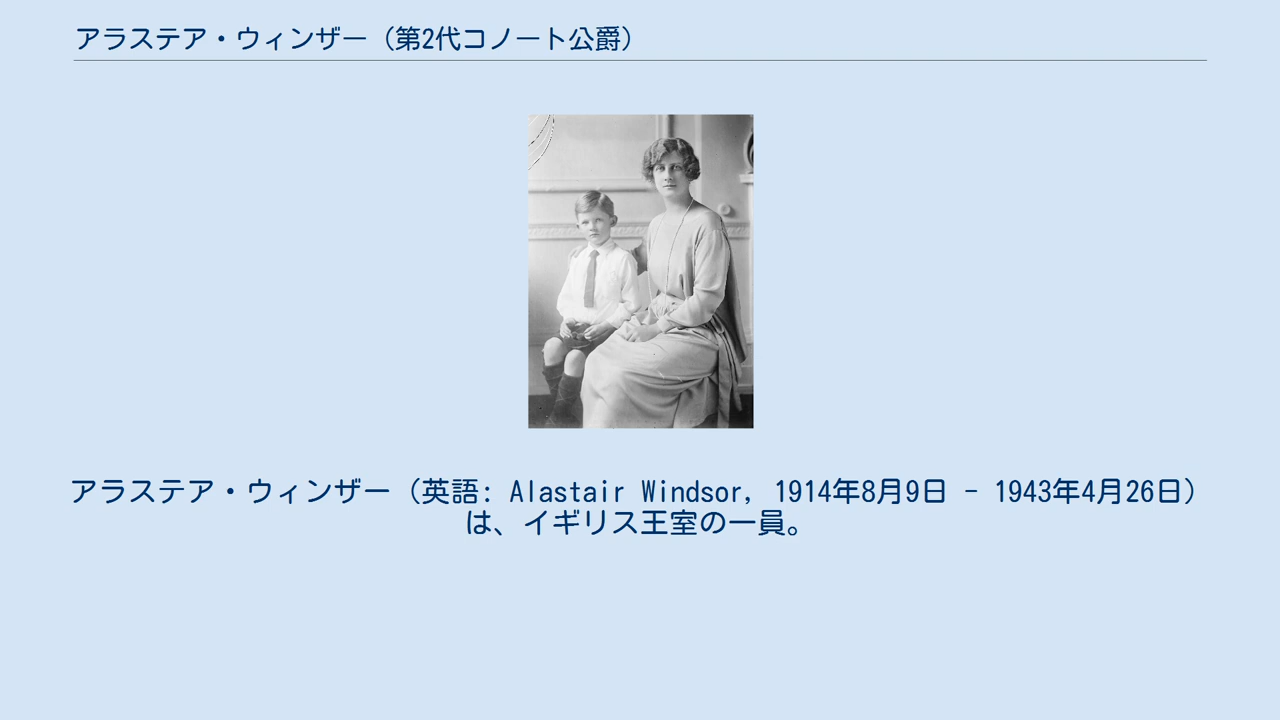 アラステア・ウィンザー（第2代コノート公爵）
アラステア・ウィンザー（英語: Alastair Windsor, 1914年8月9日 - 1943年4月26日）
は、イギリス王室の一員。